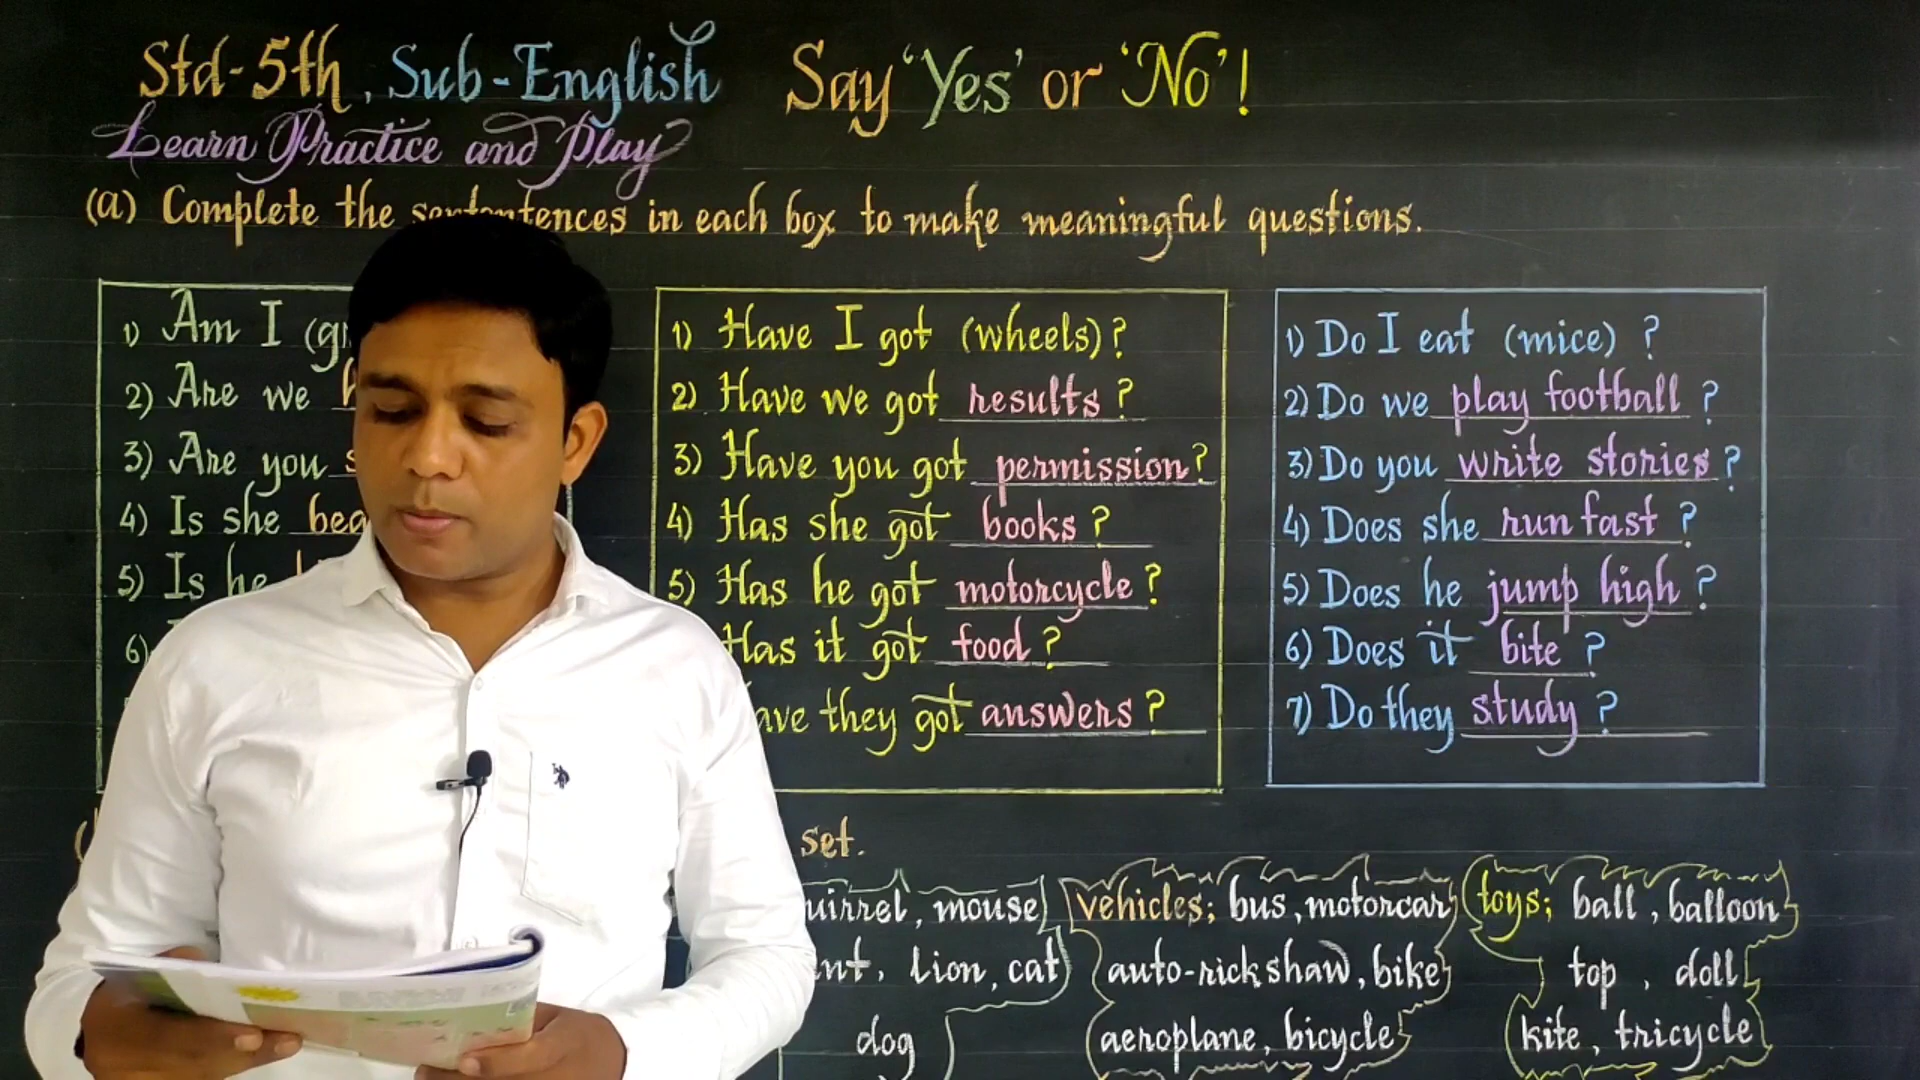 Std-5th, Sub-English Say 'Yes' or 'No'!
Learn Practice and Play
(a) Complete the sentences in each box to make meaningful questions.
1) Am I
2) Are we
3) Are you
4) Is she
5) Is he
6)
1) Have I got (wheels)?
2) Have we got results ?
3) Have you got permission?
4) Has she got books ?
5) Has he got motorcycle ?
Has it got food ?
they got answers ?
1) Do I eat (mice) ?
2) Do we play football ?
3) Do you write stories ?
4) Does she run fast ?
5) Does he jump high ?
6) Does it bite ?
7) Do they study ?
set.
mouse
lion, cat
dog
vehicles; bus, motorcar
auto-rickshaw, bike
aeroplane, bicycle
toys; ball, balloon
top , doll
kite, tricycle